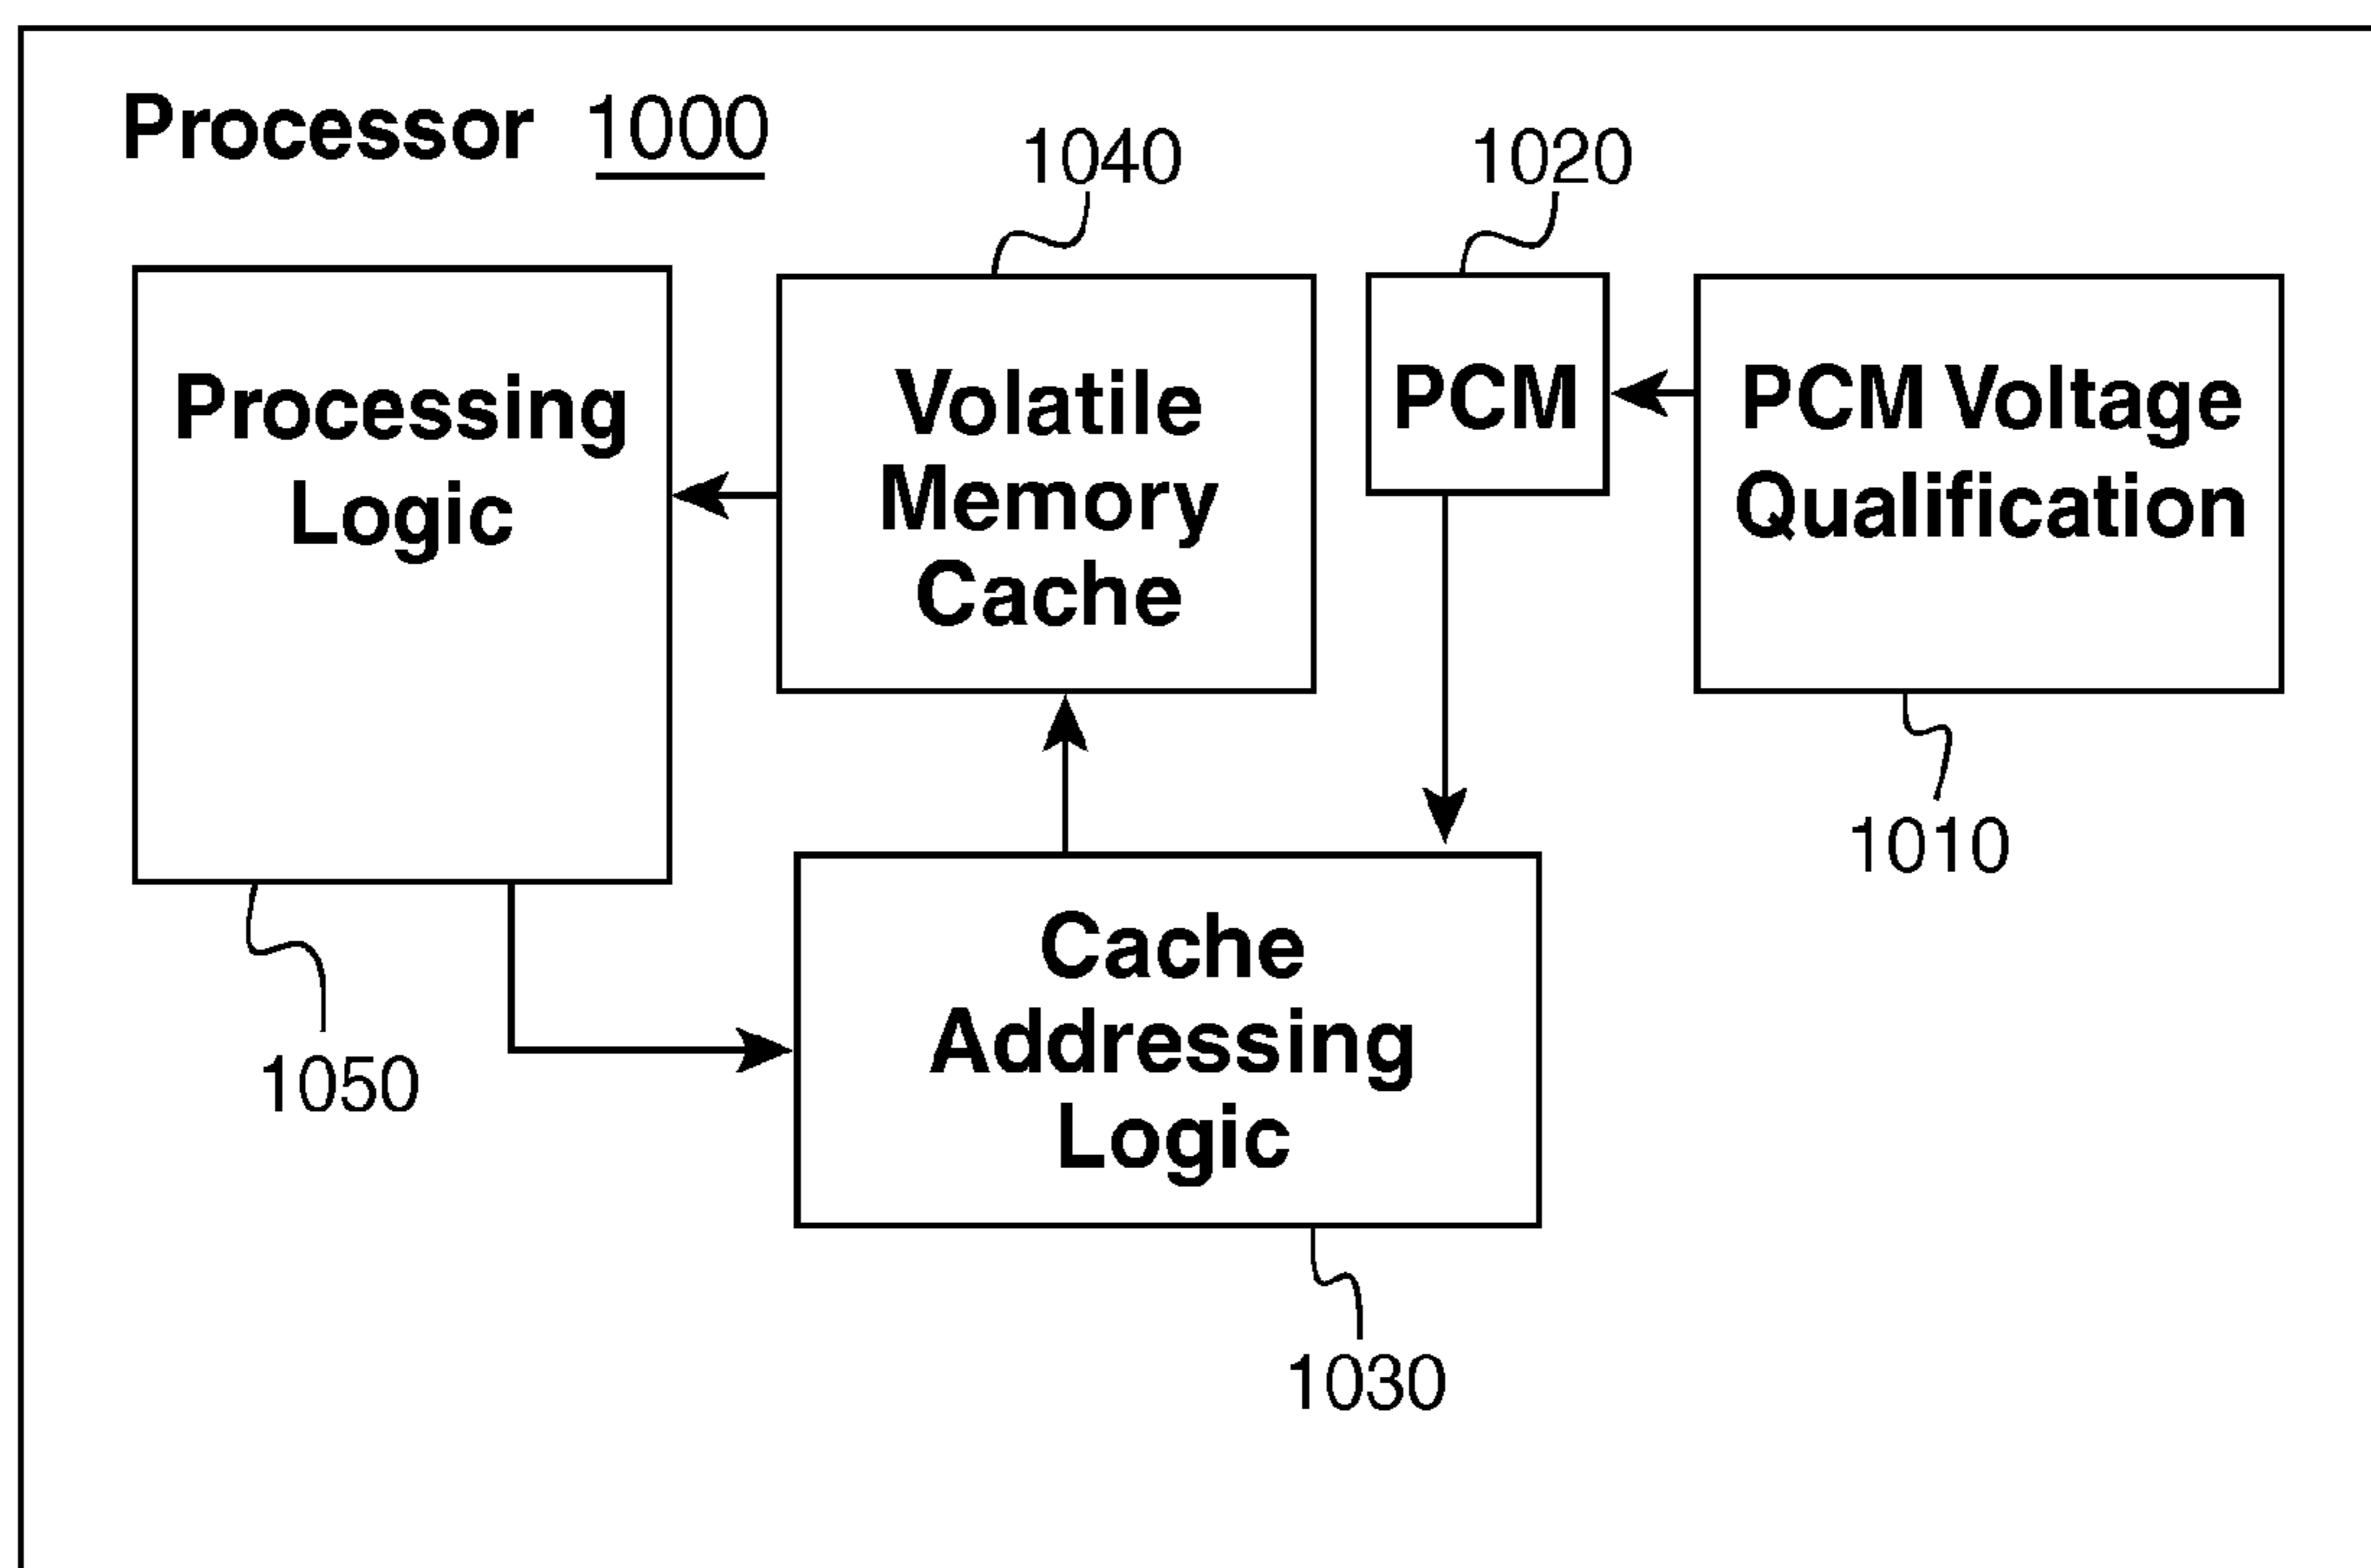 Processor 1000
1040
1020
Processing
Logic
Volatile
Memory
Cache
PCM
PCM Voltage
Qualification
1010
1050
Cache
Addressing
Logic
1030